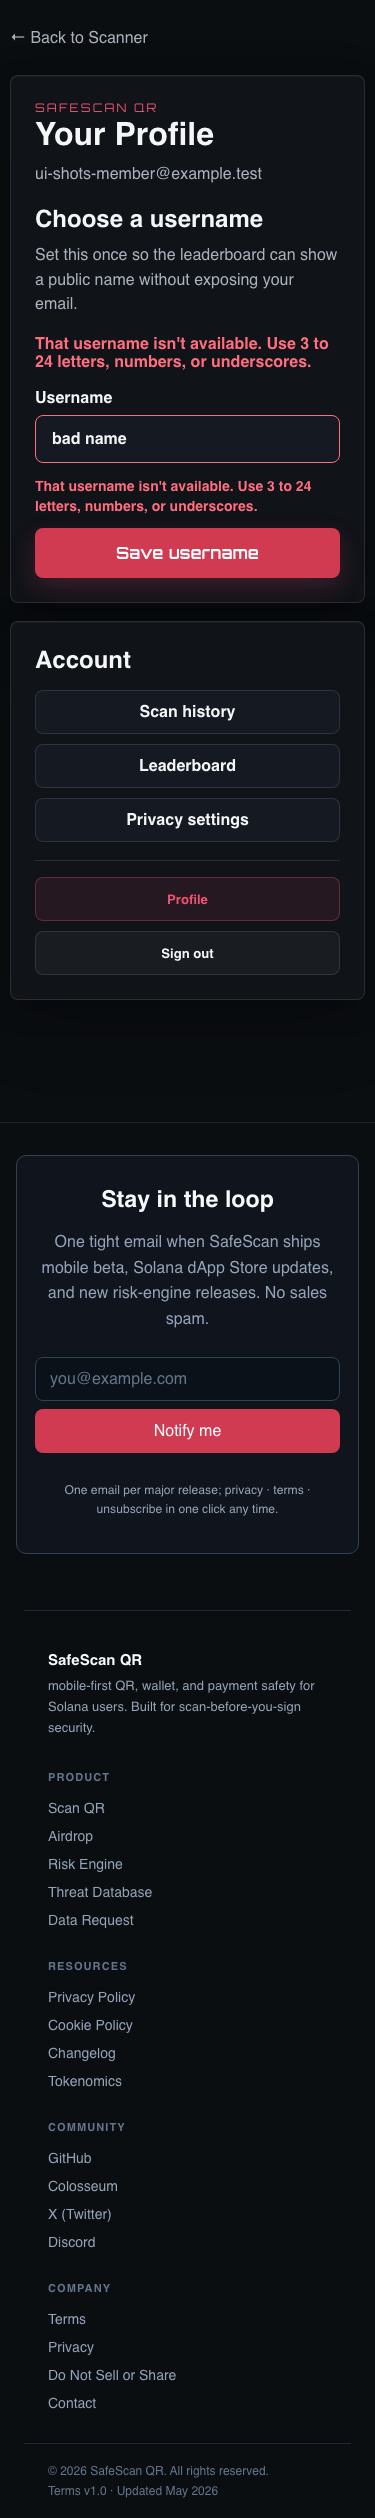 ← Back to Scanner
SAFESCAN QR
Your Profile
ui-shots-member@example.test
Choose a username
Set this once so the leaderboard can show
a public name without exposing your
email.
That username isn't available. Use 3 to
24 letters, numbers, or underscores.
Username
bad name
That username isn't available. Use 3 to 24
letters, numbers, or underscores.
Save username
Account
Scan history
Leaderboard
Privacy settings
Profile
Sign out
Stay in the loop
One tight email when SafeScan ships
mobile beta, Solana dApp Store updates,
and new risk-engine releases. No sales
spam.
you@example.com
Notify me
One email per major release; privacy · terms ·
unsubscribe in one click any time.
SafeScan QR
mobile-first QR, wallet, and payment safety for
Solana users. Built for scan-before-you-sign
security.
PRODUCT
Scan QR
Airdrop
Risk Engine
Threat Database
Data Request
RESOURCES
Privacy Policy
Cookie Policy
Changelog
Tokenomics
COMMUNITY
GitHub
Colosseum
X (Twitter)
Discord
COMPANY
Terms
Privacy
Do Not Sell or Share
Contact
© 2026 SafeScan QR. All rights reserved.
Terms v1.0 · Updated May 2026